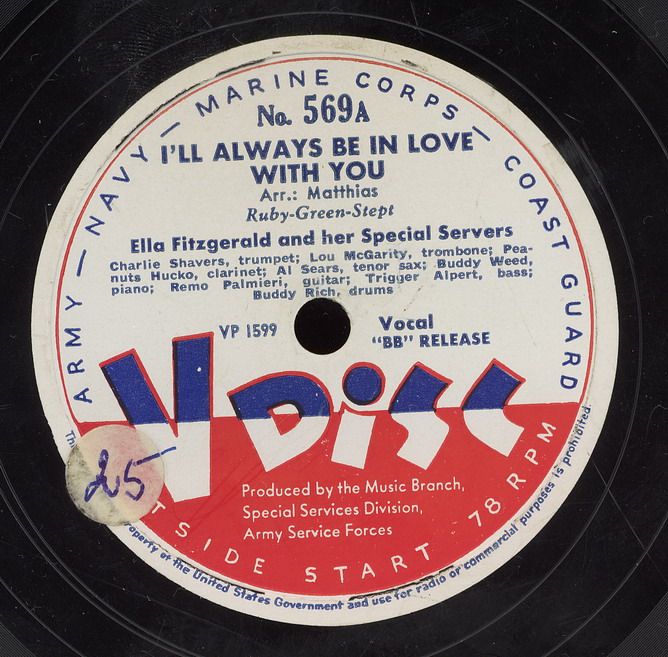 ARMY — NAVY — MARINE CORPS — COAST GUARD
No. 569A
I'LL ALWAYS BE IN LOVE
WITH YOU
Arr.: Matthias
Ruby-Green-Stept
Ella Fitzgerald and her Special Servers
Charlie Shavers, trumpet; Lou McGarity, trombone; Pea-
nuts Hucko, clarinet; Al Sears, tenor sax; Buddy Weed,
piano; Remo Palmieri, guitar; Trigger Alpert, bass;
Buddy Rich, drums
VP 1599
Vocal
"BB" RELEASE
V Disc
25
Produced by the Music Branch,
Special Services Division,
Army Service Forces
TSIDE START 78 RPM
Thi operty of the United States Government and use for radio or commercial purposes is prohibited.